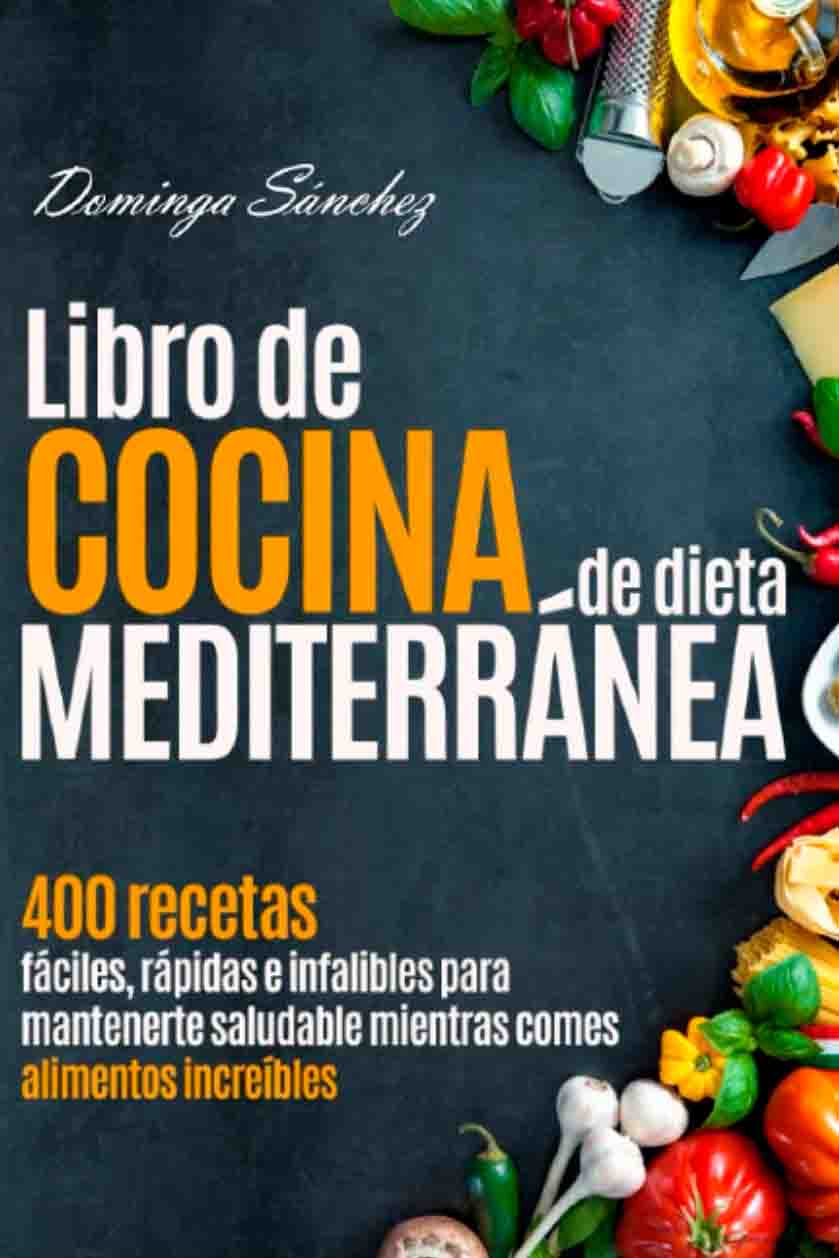 Dominga Sánchez
Libro de
COCINA de dieta
MEDITERRÁNEA
400 recetas
fáciles, rápidas e infalibles para
mantenerte saludable mientras comes
alimentos increíbles